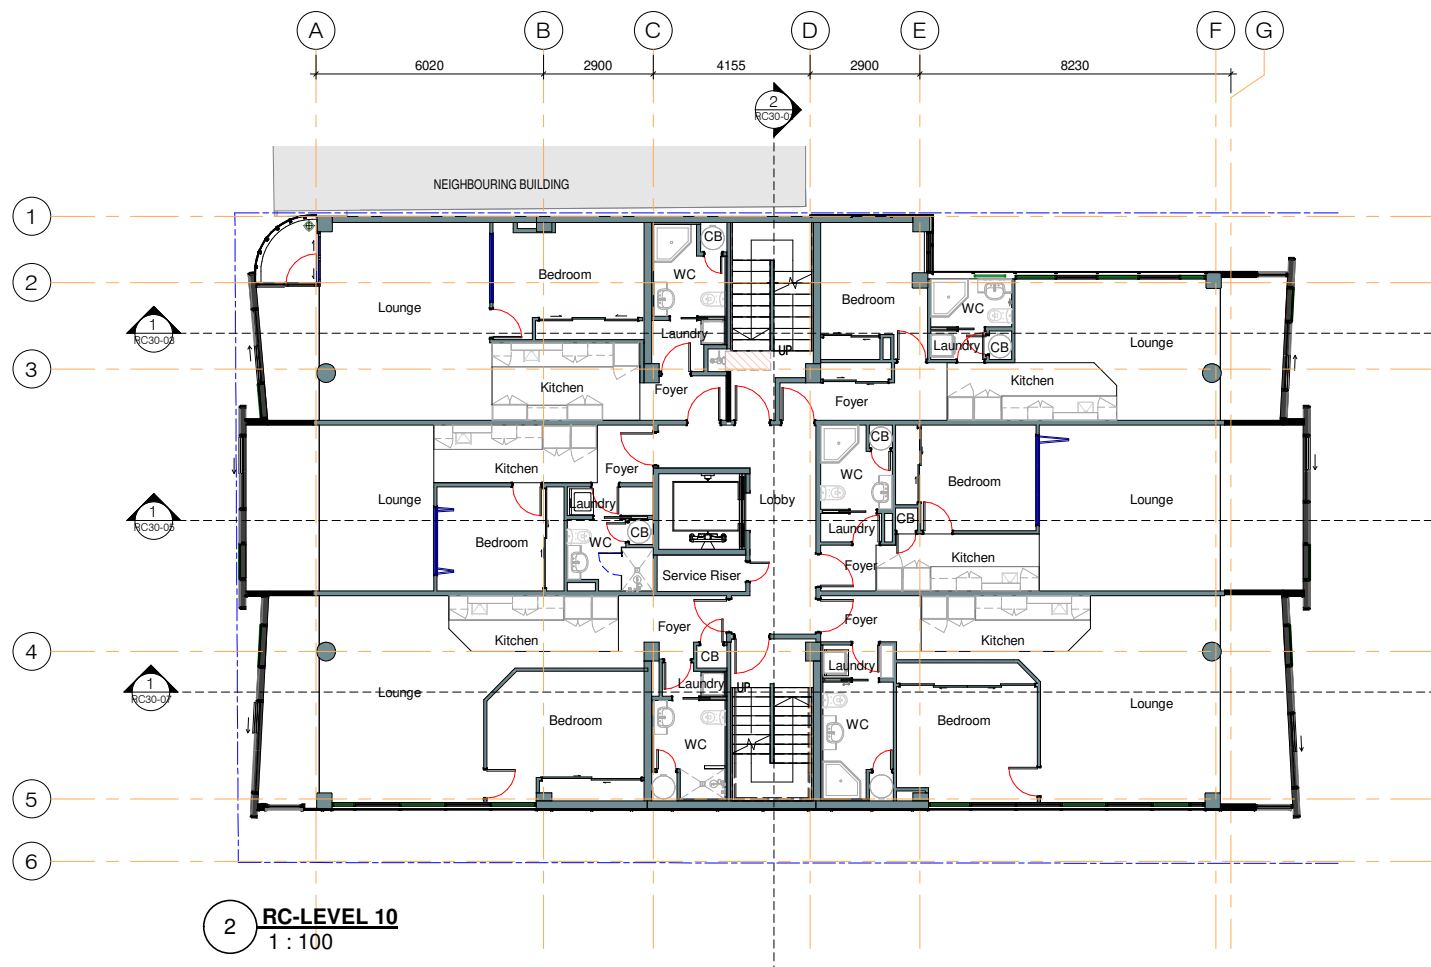 A B C D E F G
6020 2900 4155 2900 8230
2
RC30-0
NEIGHBOURING BUILDING
1
CB
Bedroom
WC
2
Bedroom
Lounge
WC
1
RC30-03
Laundry
Lounge
Laundry
CB
UP
3
Kitchen
Foyer
Kitchen
Foyer
CB
Kitchen
Foyer
WC
Bedroom
Lounge
Laundry
Lobby
Lounge
1
RC30-05
CB
Laundry
CB
Bedroom
WC
Foyer
Kitchen
Service Riser
Foyer
Foyer
Kitchen
Kitchen
4
CB
Laundry
Laundry
UP
1
RC30-07
Lounge
Lounge
Bedroom
WC
Bedroom
WC
5
6
2
RC-LEVEL 10
1 : 100